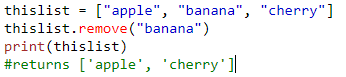 thislist = ["apple", "banana", "cherry"]
thislist.remove("banana")
print(thislist)
#returns ['apple', 'cherry']